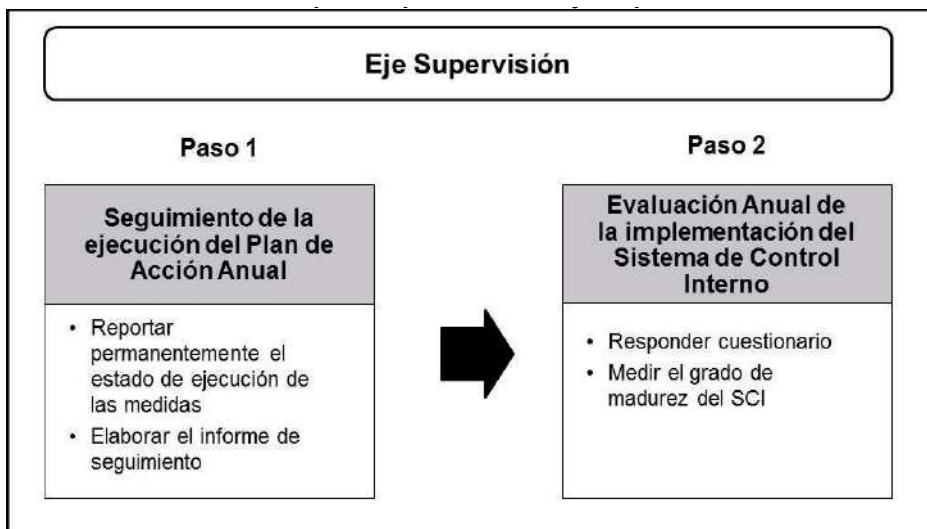 Eje Supervisión
Paso 1
Seguimiento de la
ejecución del Plan de
Acción Anual
• Reportar
permanentemente el
estado de ejecución de
las medidas
• Elaborar el informe de
seguimiento
Paso 2
Evaluación Anual de
la implementación del
Sistema de Control
Interno
• Responder cuestionario
• Medir el grado de
madurez del SCI